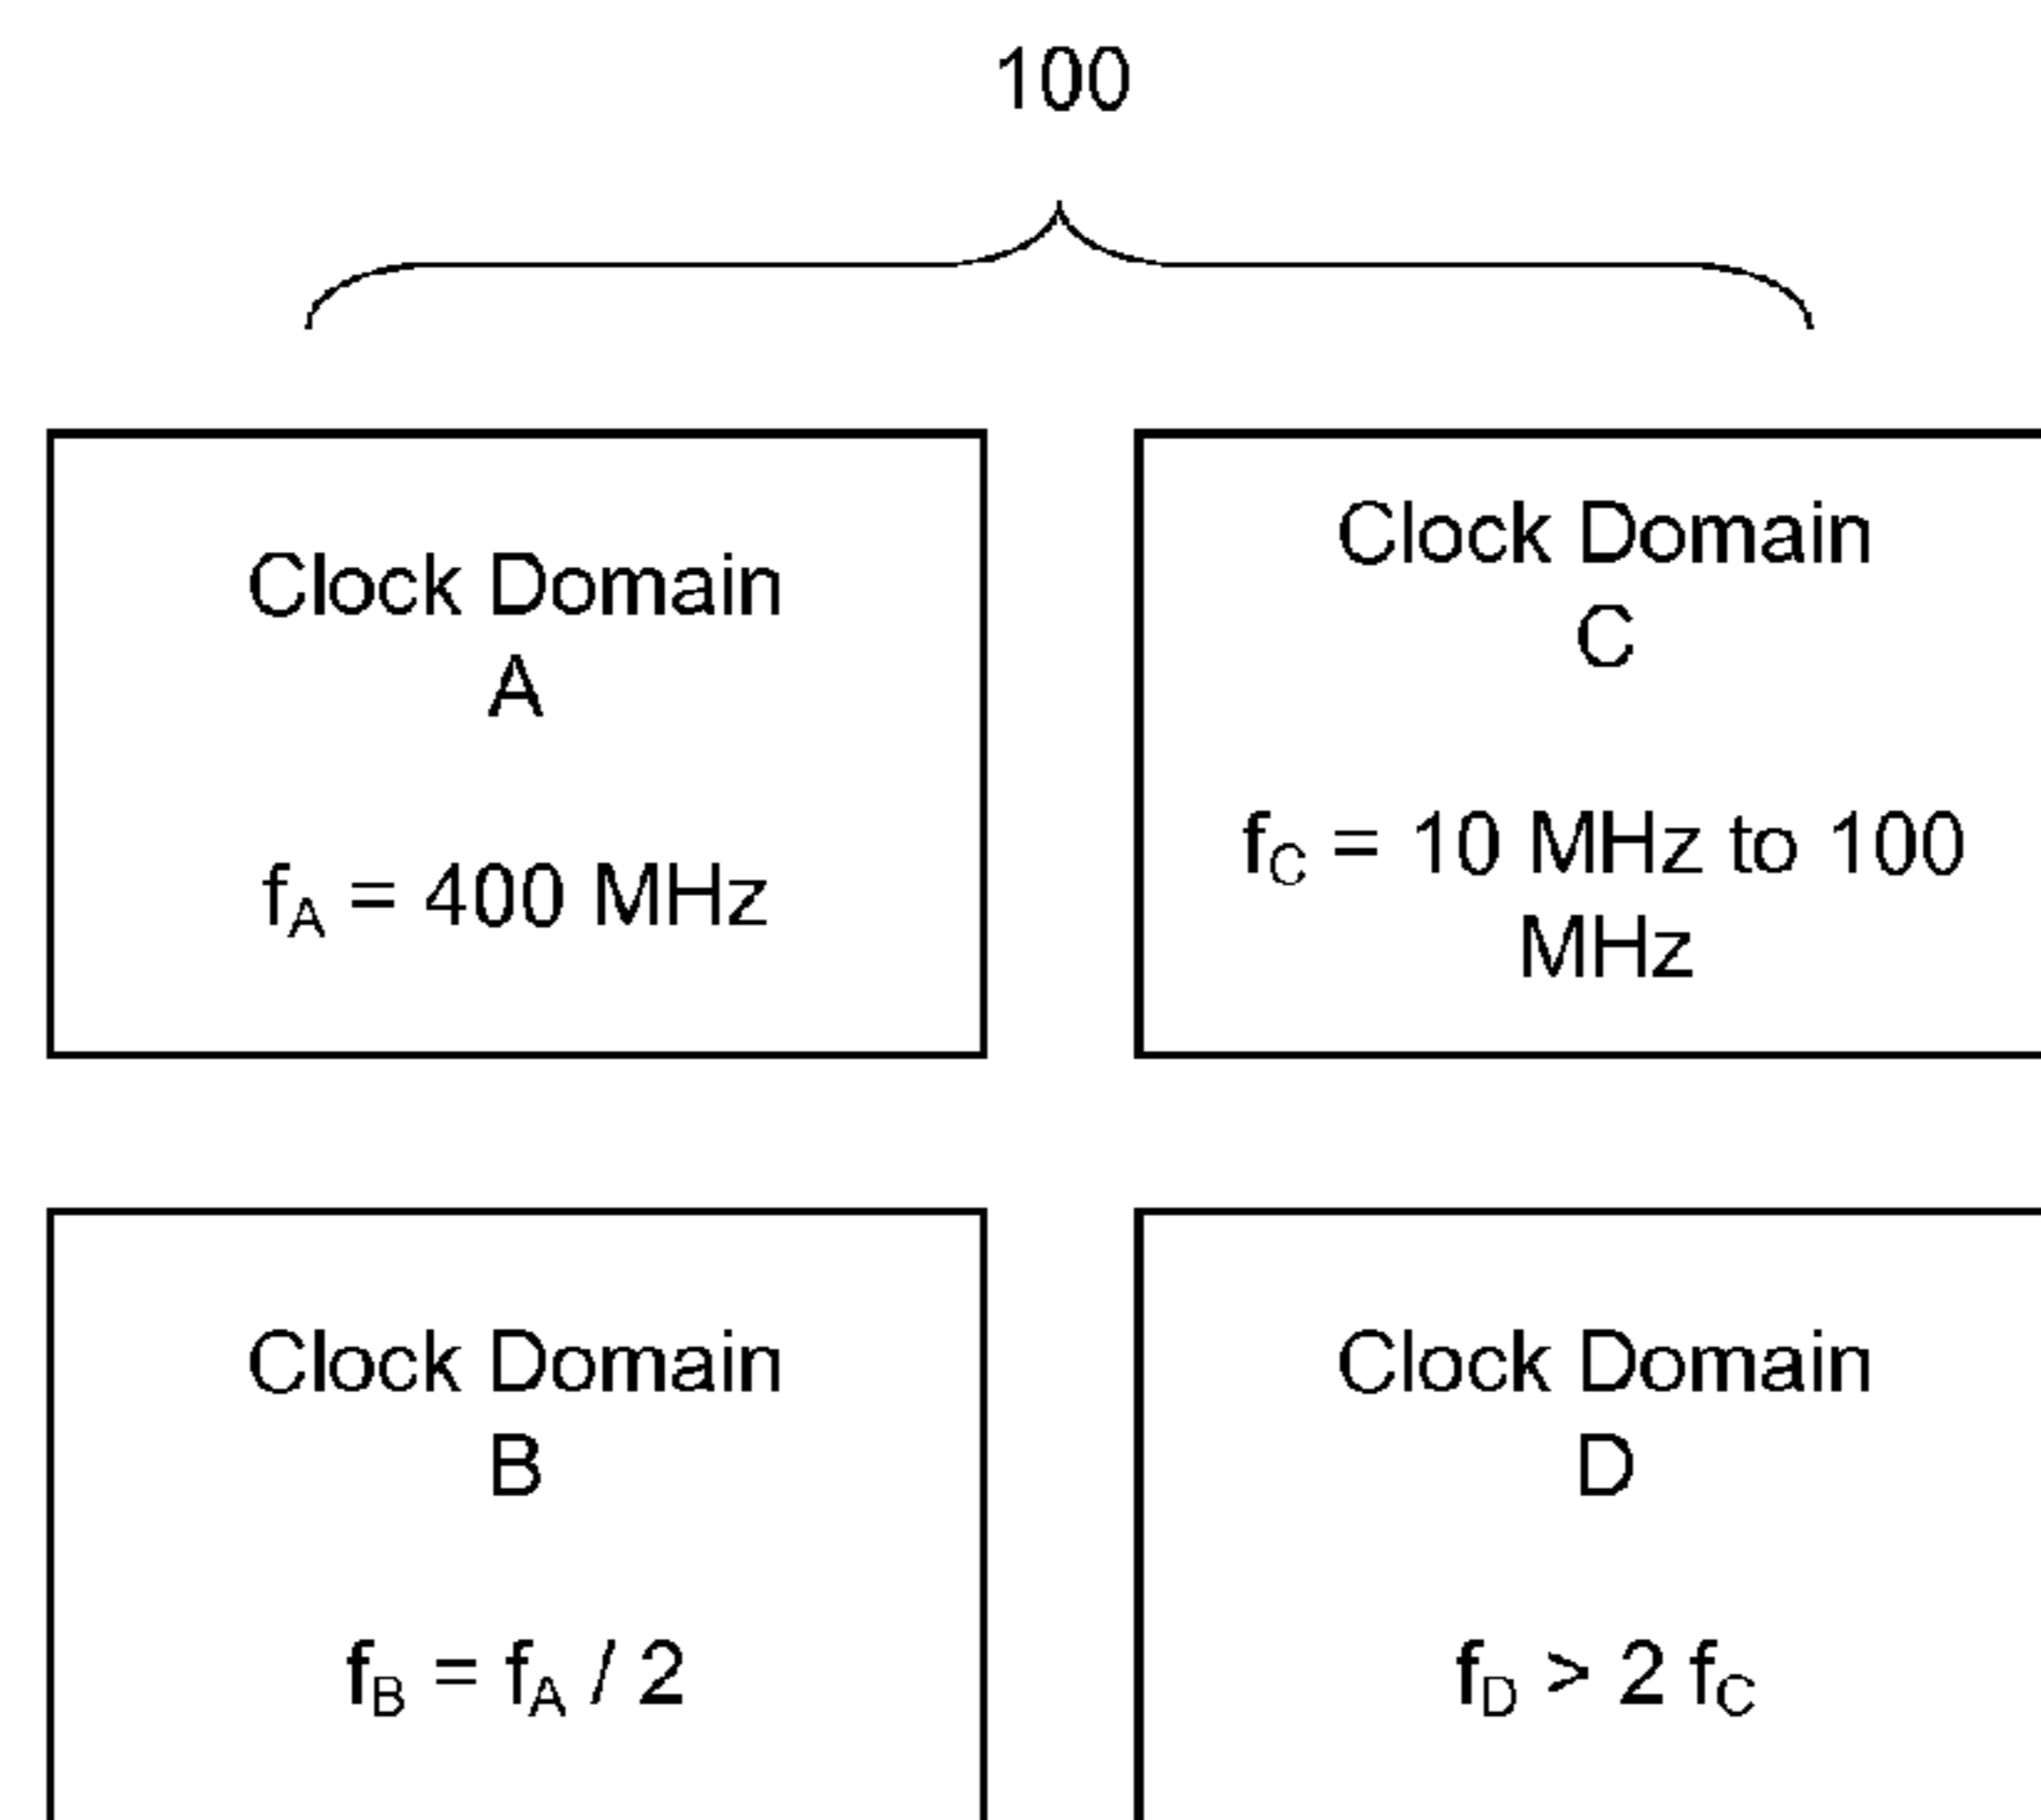 100
Clock Domain
A
fA = 400 MHz
Clock Domain
C
fC = 10 MHz to 100
MHz
Clock Domain
B
fB = fA / 2
Clock Domain
D
fD > 2 fC